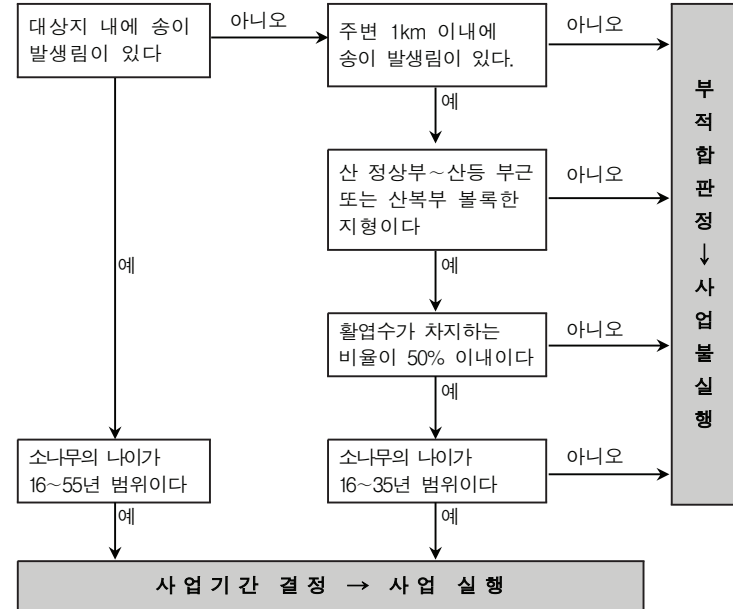 대상지 내에 송이
발생림이 있다
아니오
주변 1km 이내에
송이 발생림이 있다.
아니오
예
산 정상부~산등 부근
또는 산복부 볼록한
지형이다
아니오
예
예
활엽수가 차지하는
비율이 50% 이내이다
아니오
예
소나무의 나이가
16~55년 범위이다
소나무의 나이가
16~35년 범위이다
아니오
예
예
부
적
합
판
정
↓
사
업
불
실
행
사업기간 결정 → 사업 실행